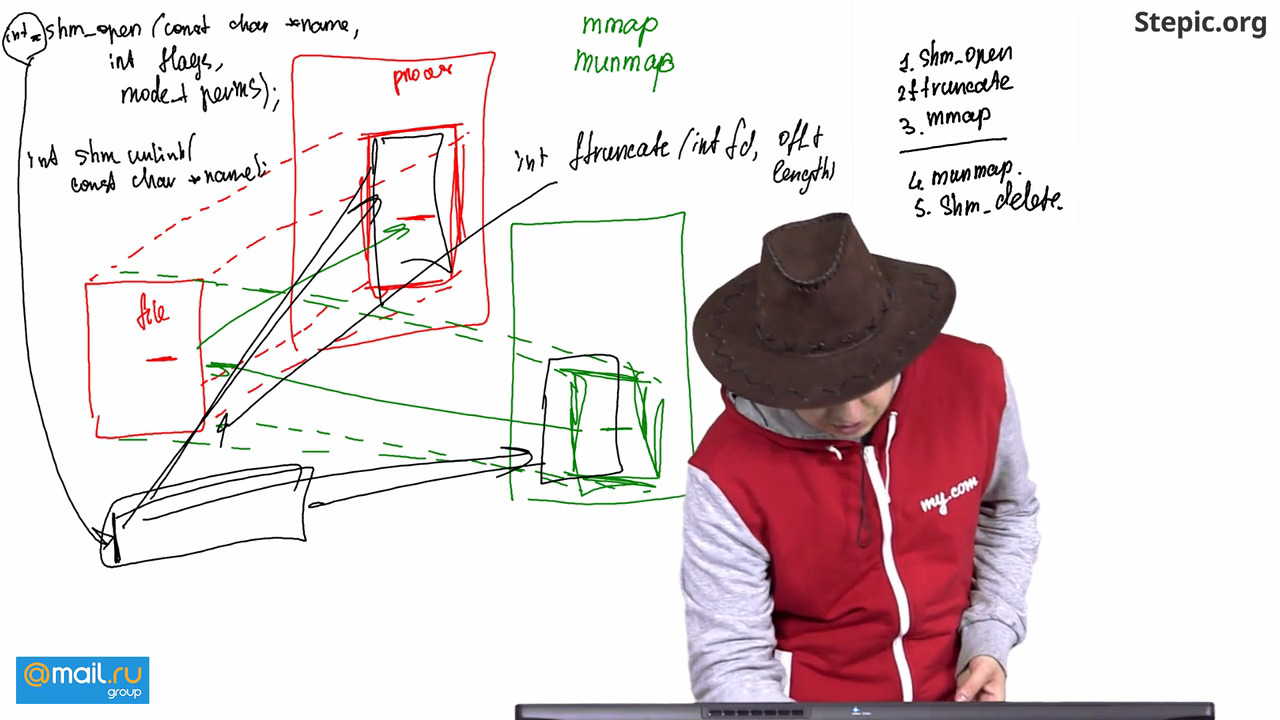 int shm_open (const char *name,
int flags,
mode_t perms);
int shm_unlink(
const char *name);
proces
file
mmap
munmap
int ftruncate (int fd, off_t
length)
Stepic.org
1. shm_open
2 ftruncate
3. mmap
4. munmap.
5. Shm_delete.
my.com
@mail.ru
group